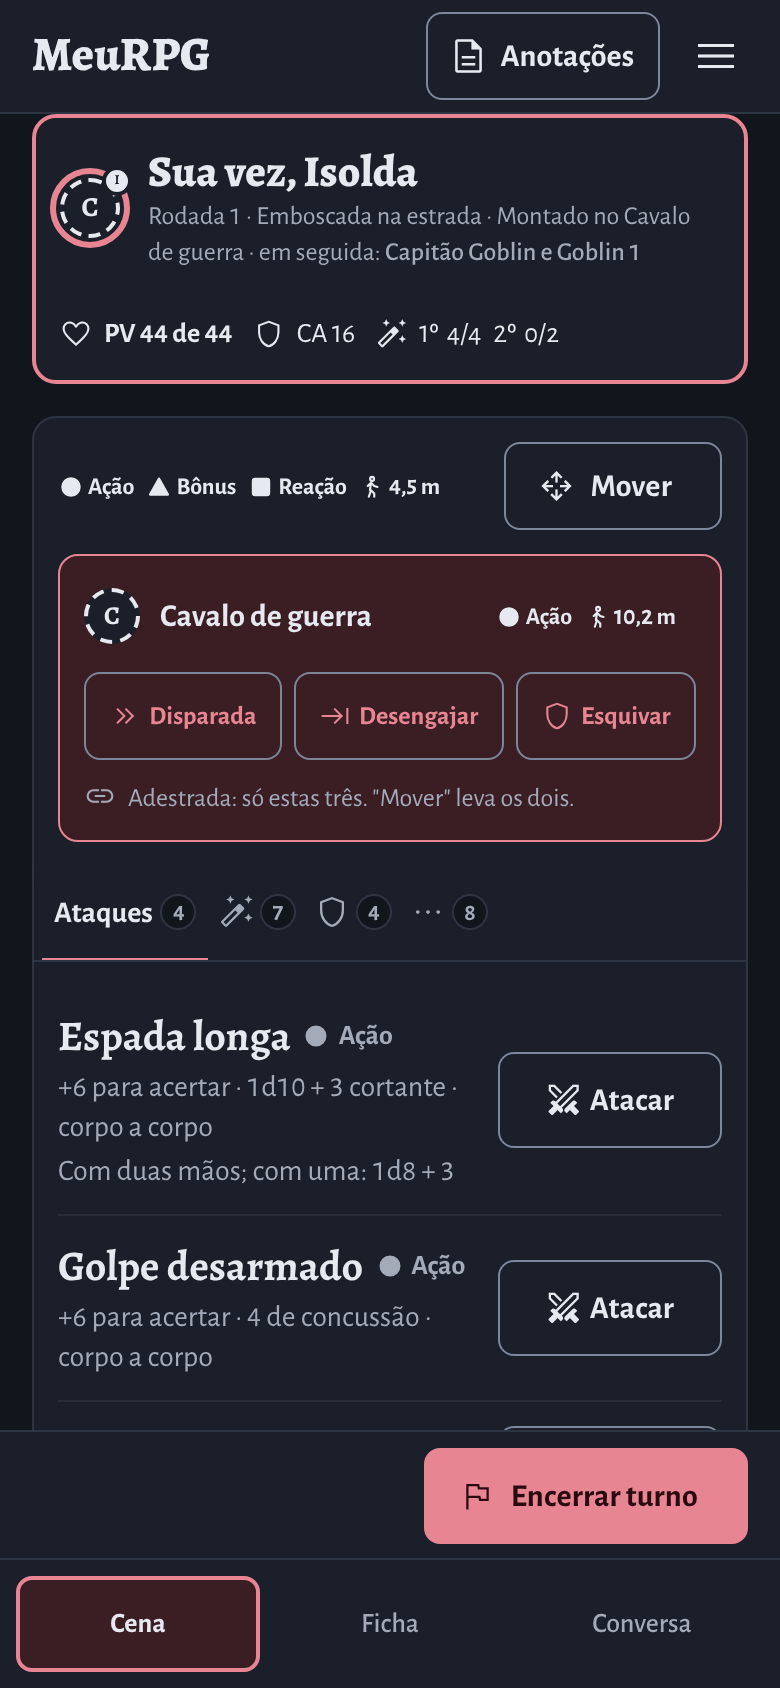 MeuRPG
Anotações
C
I
Sua vez, Isolda
Rodada 1 · Emboscada na estrada · Montado no Cavalo
de guerra · em seguida: Capitão Goblin e Goblin 1
PV 44 de 44
CA 16
1º 4/4 2º 0/2
Ação
Bônus
Reação
4,5 m
Mover
C
Cavalo de guerra
Ação
10,2 m
Disparada
Desengajar
Esquivar
Adestrada: só estas três. "Mover" leva os dois.
Ataques 4
7
4
··· 8
Espada longa
Ação
+6 para acertar · 1d10 + 3 cortante ·
corpo a corpo
Com duas mãos; com uma: 1d8 + 3
Atacar
Golpe desarmado
Ação
+6 para acertar · 4 de concussão ·
corpo a corpo
Atacar
Encerrar turno
Cena
Ficha
Conversa